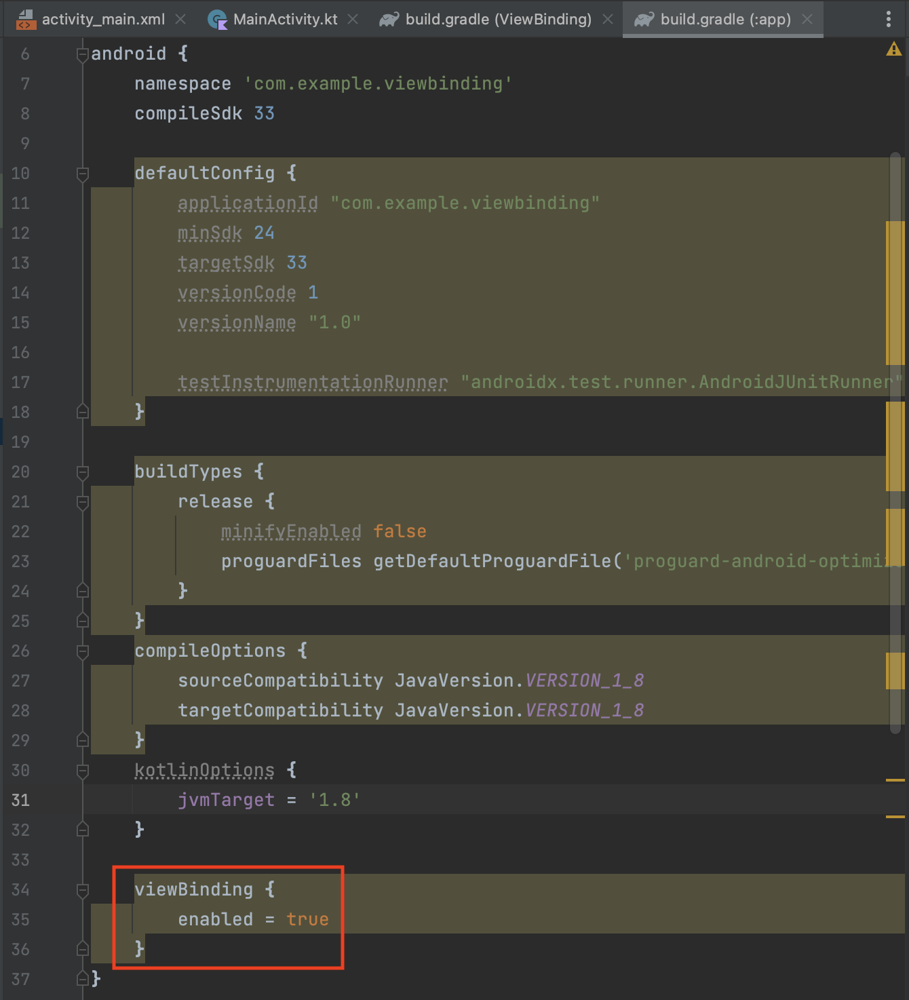 activity_main.xml MainActivity.kt build.gradle (ViewBinding) build.gradle (:app)
6 android {
7 namespace 'com.example.viewbinding'
8 compileSdk 33
9
10 defaultConfig {
11 applicationId "com.example.viewbinding"
12 minSdk 24
13 targetSdk 33
14 versionCode 1
15 versionName "1.0"
16
17 testInstrumentationRunner "androidx.test.runner.AndroidJUnitRunner"
18 }
19
20 buildTypes {
21 release {
22 minifyEnabled false
23 proguardFiles getDefaultProguardFile('proguard-android-optimi
24 }
25 }
26 compileOptions {
27 sourceCompatibility JavaVersion.VERSION_1_8
28 targetCompatibility JavaVersion.VERSION_1_8
29 }
30 kotlinOptions {
31 jvmTarget = '1.8'
32 }
33
34 viewBinding {
35 enabled = true
36 }
37 }